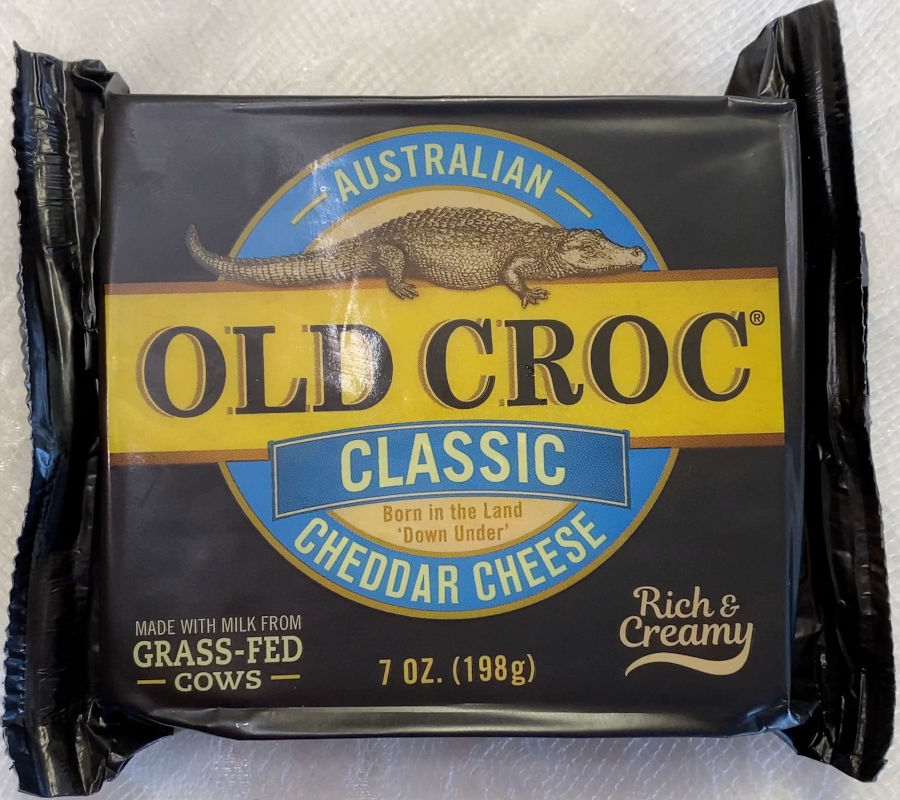 AUSTRALIAN
OLD CROC®
CLASSIC
Born in the Land
‘Down Under’
CHEDDAR CHEESE
MADE WITH MILK FROM
GRASS-FED
COWS
7 OZ. (198g)
Rich &
Creamy